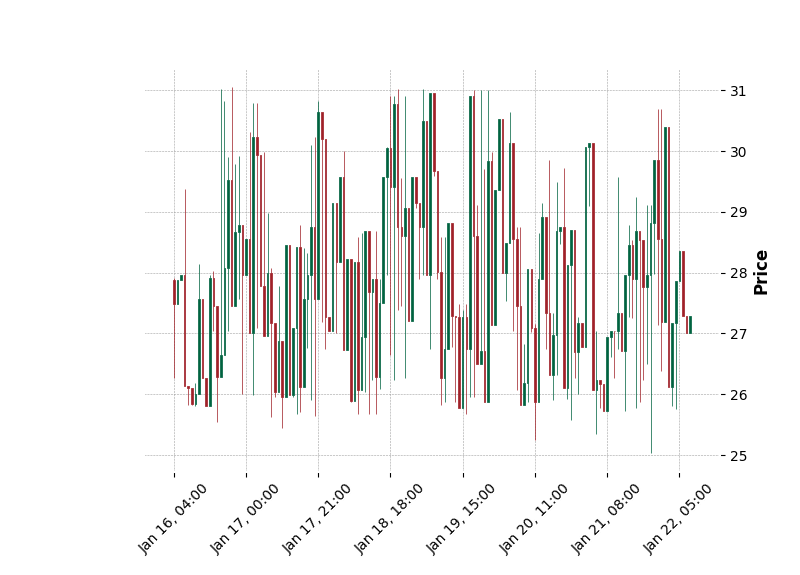 31
30
29
28
27
26
25
Price
Jan 16, 04:00
Jan 17, 00:00
Jan 17, 21:00
Jan 18, 18:00
Jan 19, 15:00
Jan 20, 11:00
Jan 21, 08:00
Jan 22, 05:00